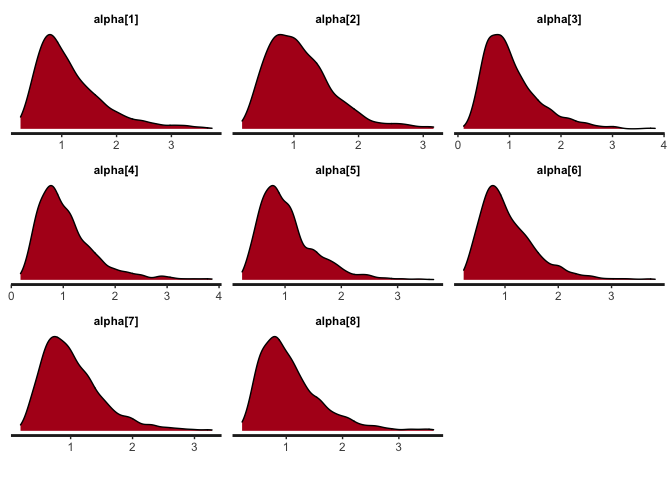 alpha[1] alpha[2] alpha[3]
1 2 3 1 2 3 0 1 2 3 4
alpha[4] alpha[5] alpha[6]
0 1 2 3 4 1 2 3 1 2 3
alpha[7] alpha[8]
1 2 3 1 2 3